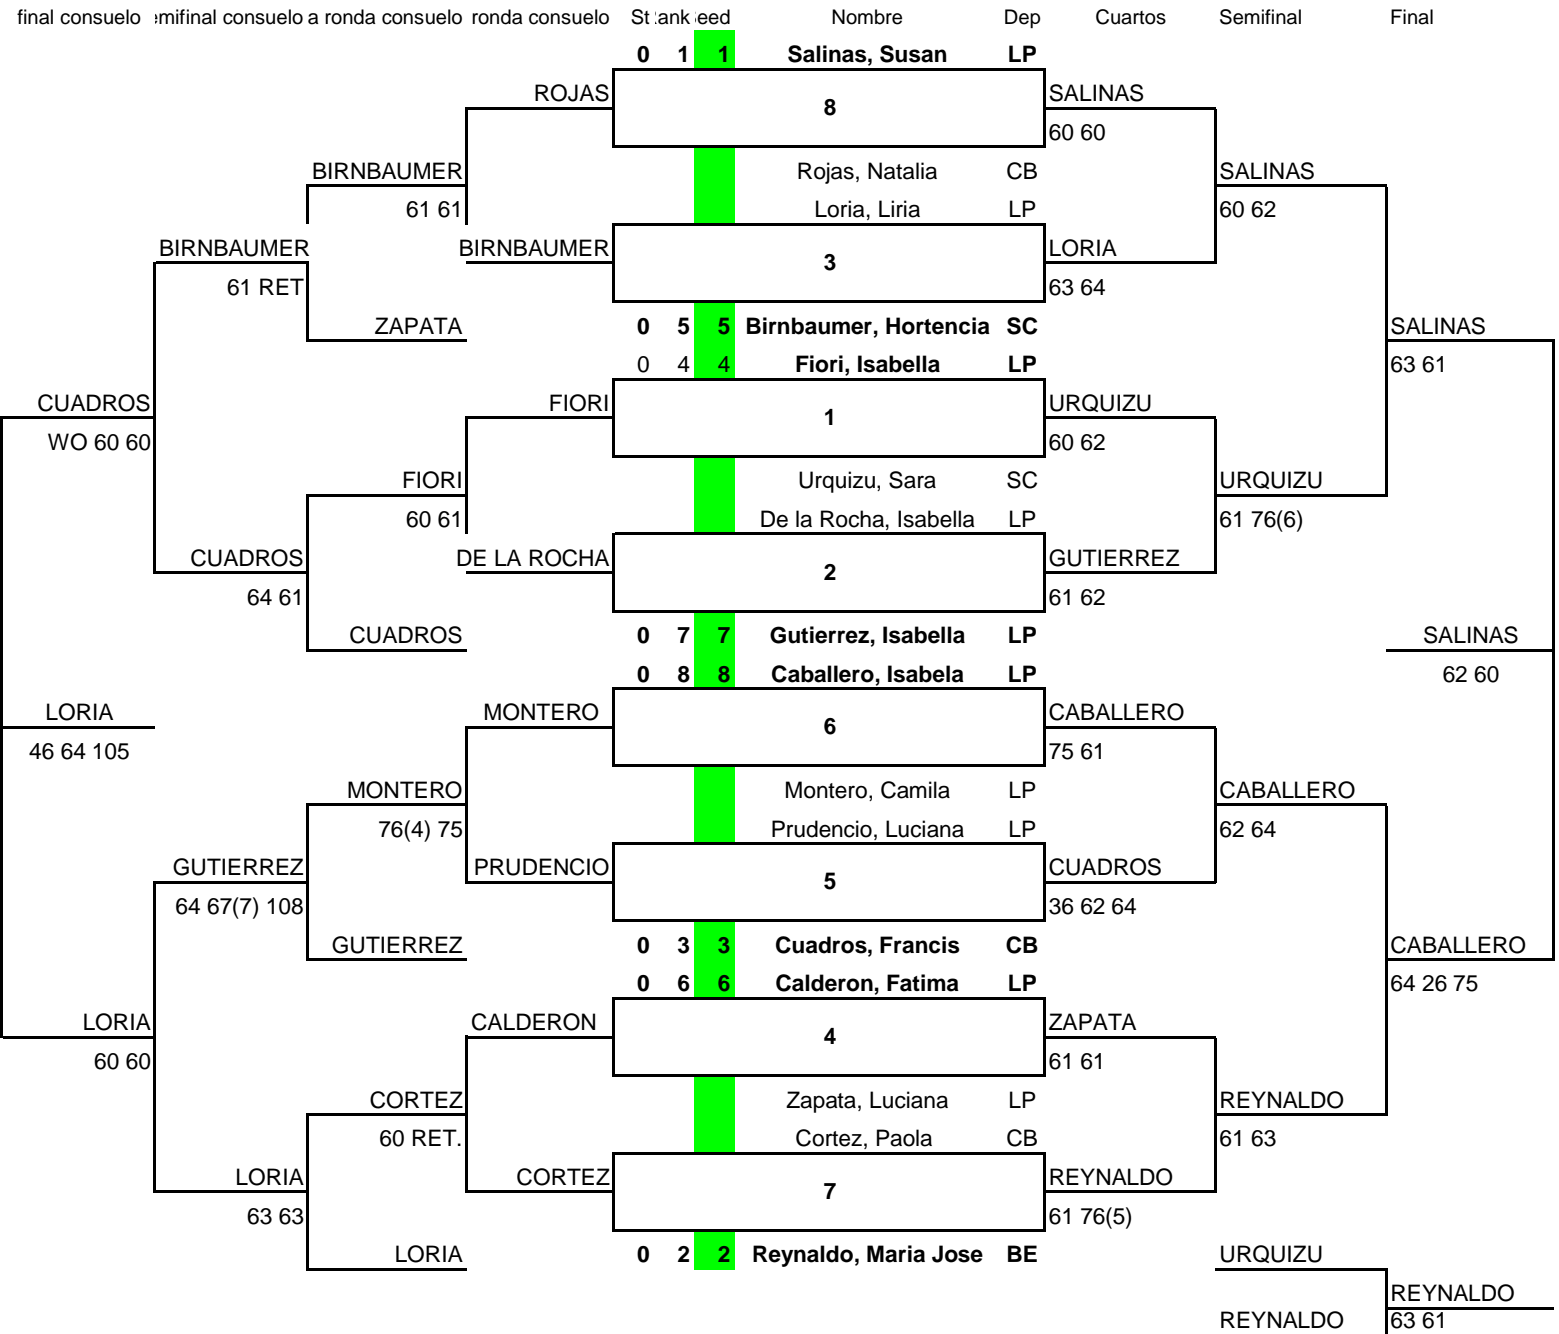 final consuelo emifinal consuelo a ronda consuelo ronda consuelo St Rank Seed Nombre Dep Cuartos Semifinal Final
0 1 1 Salinas, Susan LP
ROJAS 8 SALINAS
60 60
BIRNBAUMER Rojas, Natalia CB SALINAS
61 61 Loria, Liria LP 60 62
BIRNBAUMER BIRNBAUMER 3 LORIA
61 RET 63 64
ZAPATA 0 5 5 Birnbaumer, Hortencia SC SALINAS
0 4 4 Fiori, Isabella LP 63 61
CUADROS FIORI 1 URQUIZU
WO 60 60 60 62
FIORI Urquizu, Sara SC URQUIZU
60 61 De la Rocha, Isabella LP 61 76(6)
CUADROS DE LA ROCHA 2 GUTIERREZ
64 61 61 62
CUADROS 0 7 7 Gutierrez, Isabella LP SALINAS
0 8 8 Caballero, Isabela LP 62 60
LORIA MONTERO 6 CABALLERO
46 64 105 75 61
MONTERO Montero, Camila LP CABALLERO
76(4) 75 Prudencio, Luciana LP 62 64
GUTIERREZ PRUDENCIO 5 CUADROS
64 67(7) 108 36 62 64
GUTIERREZ 0 3 3 Cuadros, Francis CB CABALLERO
0 6 6 Calderon, Fatima LP 64 26 75
LORIA CALDERON 4 ZAPATA
60 60 61 61
CORTEZ Zapata, Luciana LP REYNALDO
60 RET. Cortez, Paola CB 61 63
LORIA CORTEZ 7 REYNALDO
63 63 61 76(5)
LORIA 0 2 2 Reynaldo, Maria Jose BE URQUIZU
REYNALDO
REYNALDO 63 61